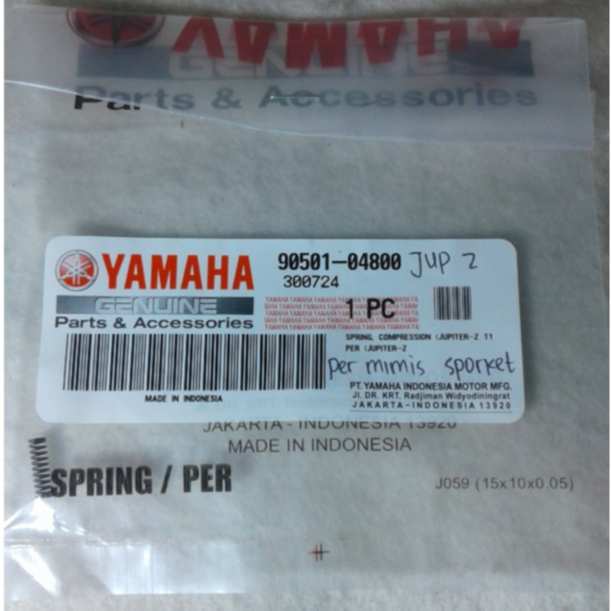 YAMAHA
GENUINE
Parts & Accessories
YAMAHA
GENUINE
Parts & Accessories
90501-04800 Jup z
300724
1 PC
SPRING, COMPRESSION (JUPITER-Z T1
PER (JUPITER-Z
per mimis sporket
MADE IN INDONESIA
PT. YAMAHA INDONESIA MOTOR MFG.
Jl. DR. KRT. Radjiman Widyodiningrat
JAKARTA - INDONESIA 13920
JAKARTA - INDONESIA 13920
MADE IN INDONESIA
SPRING / PER
J059 (15x10x0.05)